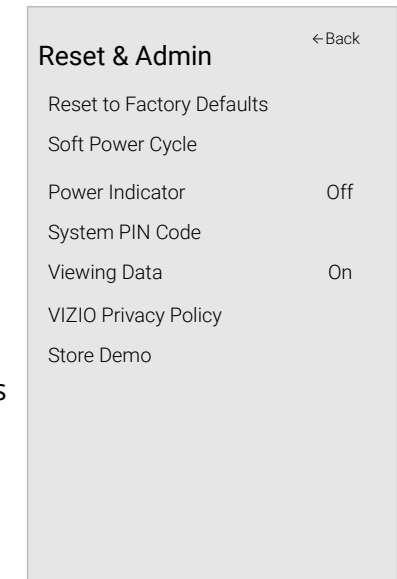 ←Back
Reset & Admin
Reset to Factory Defaults
Soft Power Cycle
Power Indicator Off
System PIN Code
Viewing Data On
VIZIO Privacy Policy
Store Demo
s